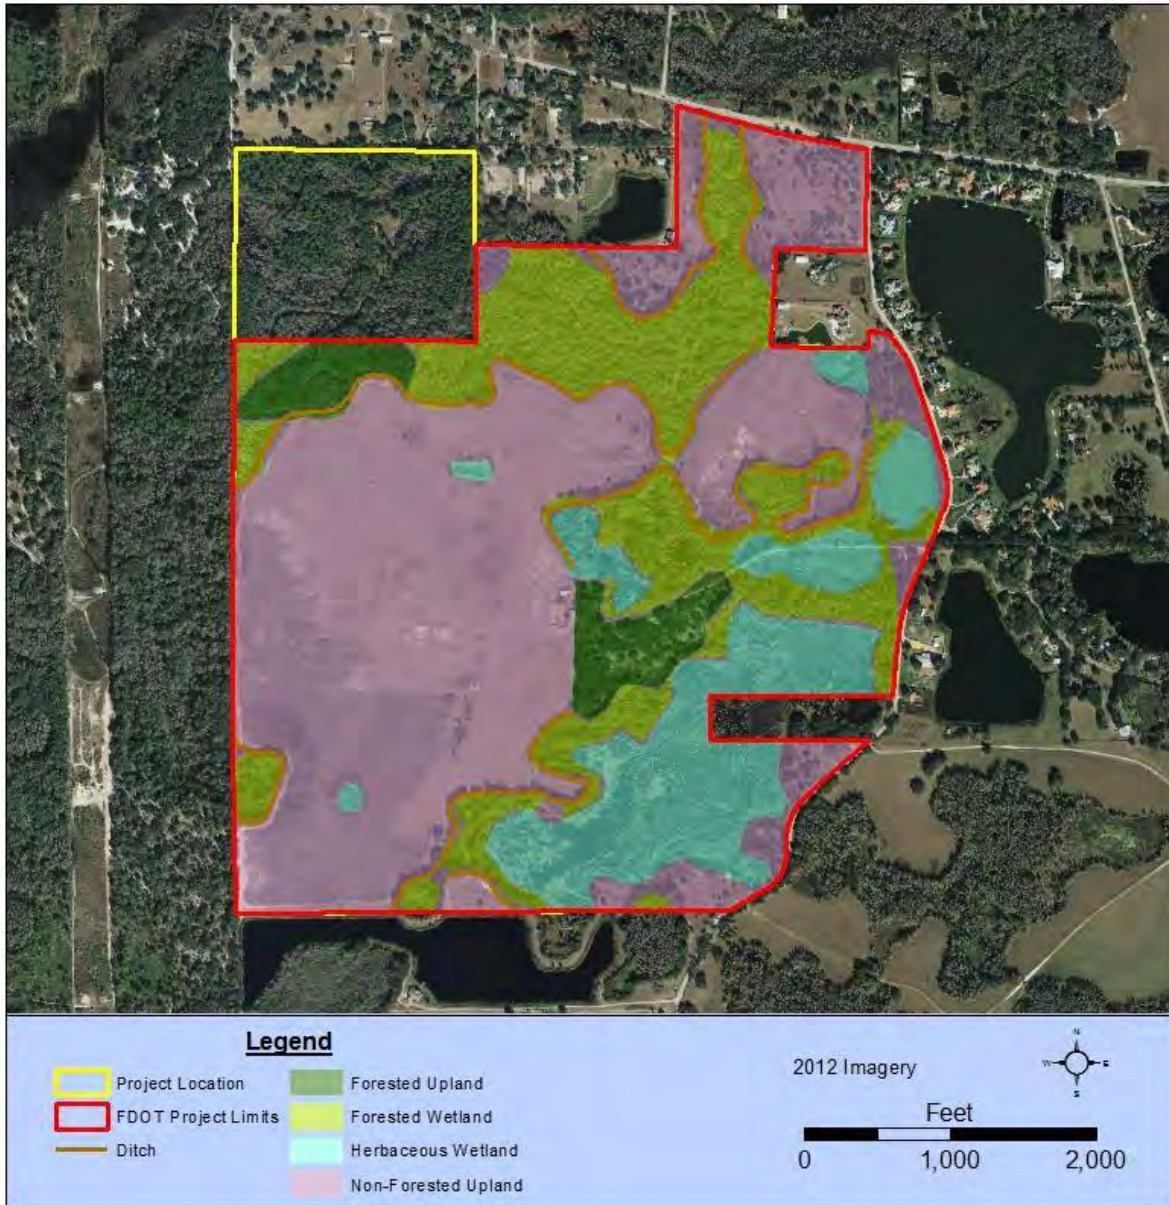 Legend
Project Location
FDOT Project Limits
Ditch
Forested Upland
Forested Wetland
Herbaceous Wetland
Non-Forested Upland
2012 Imagery
N
W E
S
Feet
0 1,000 2,000